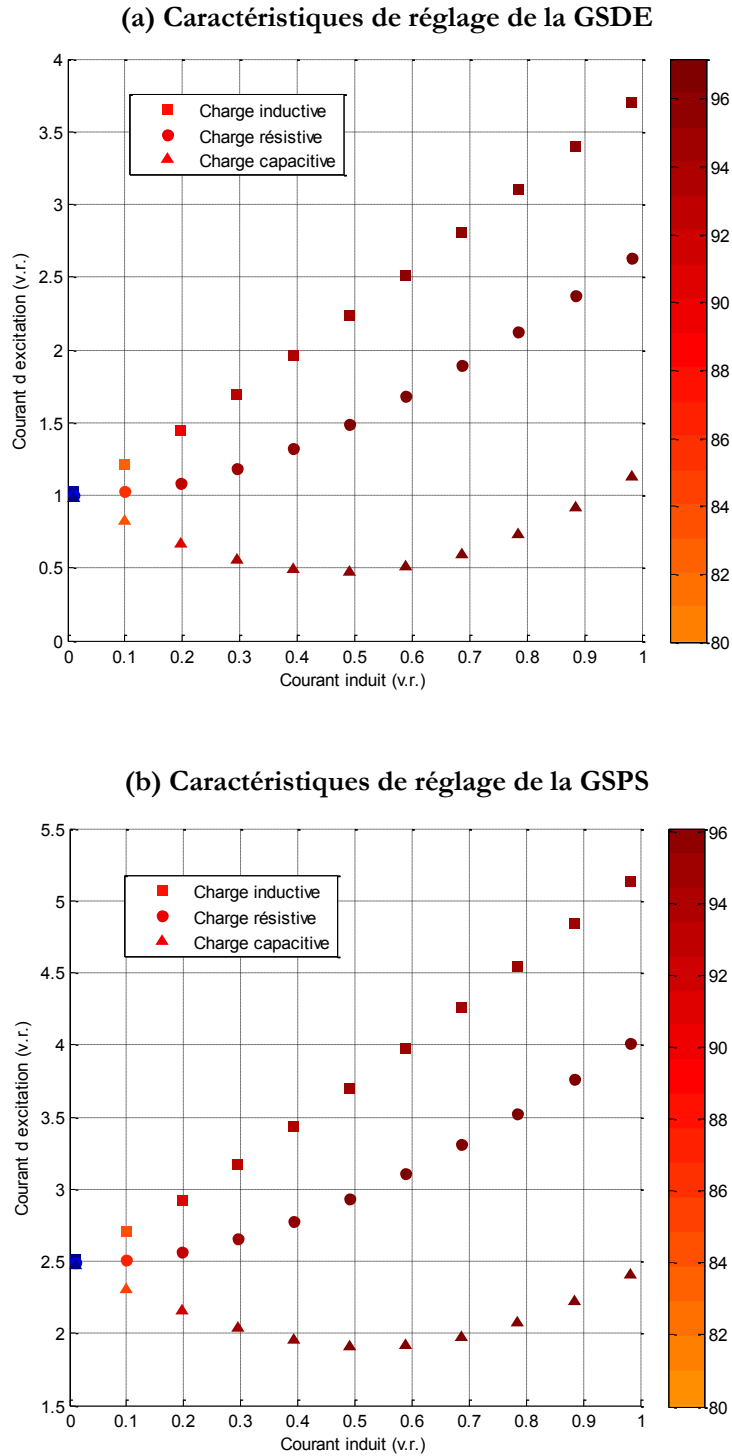 (a) Caractéristiques de réglage de la GSDE
4
3.5
3
2.5
2
1.5
1
0.5
0
Courant d excitation (v.r.)
Charge inductive
Charge résistive
Charge capacitive
0 0.1 0.2 0.3 0.4 0.5 0.6 0.7 0.8 0.9 1
Courant induit (v.r.)
96
94
92
90
88
86
84
82
80
(b) Caractéristiques de réglage de la GSPS
5.5
5
4.5
4
3.5
3
2.5
2
1.5
Courant d excitation (v.r.)
Charge inductive
Charge résistive
Charge capacitive
0 0.1 0.2 0.3 0.4 0.5 0.6 0.7 0.8 0.9 1
Courant induit (v.r.)
96
94
92
90
88
86
84
82
80